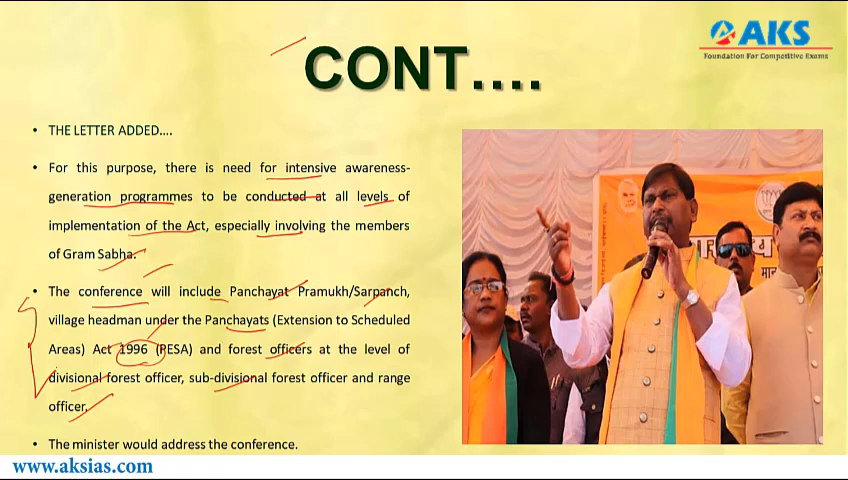 AKS
Foundation For Competitive Exams
CONT....
• THE LETTER ADDED....
• For this purpose, there is need for intensive awareness-
generation programmes to be conducted at all levels of
implementation of the Act, especially involving the members
of Gram Sabha.
• The conference will include Panchayat Pramukh/Sarpanch,
village headman under the Panchayats (Extension to Scheduled
Areas) Act 1996 (PESA) and forest officers at the level of
divisional forest officer, sub-divisional forest officer and range
officer.
• The minister would address the conference.
www.aksias.com